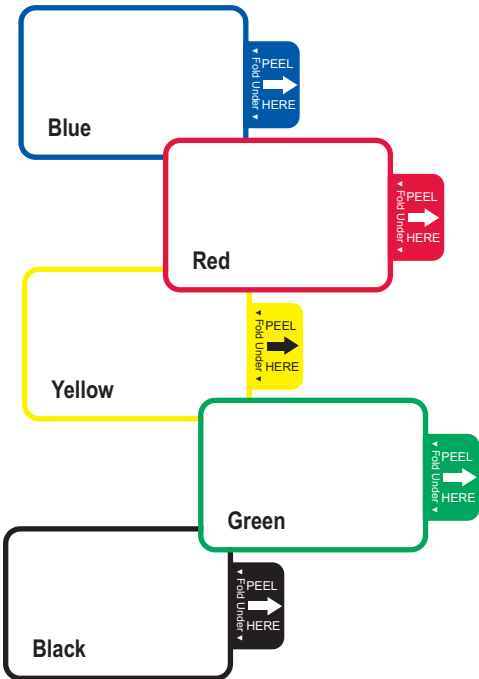 PEEL
HERE
◄ Fold Under ◄
Blue
PEEL
HERE
◄ Fold Under ◄
Red
PEEL
HERE
◄ Fold Under ◄
Yellow
PEEL
HERE
◄ Fold Under ◄
Green
PEEL
HERE
◄ Fold Under ◄
Black